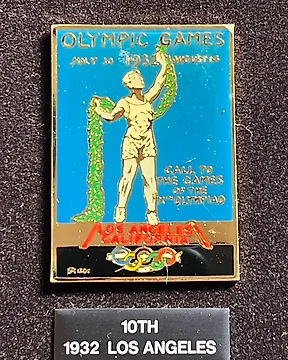 OLYMPIC GAMES
JULY 30 1932 AUGUST 14
CALL TO
THE GAMES
OF THE
Xth OLYMPIAD
LOS ANGELES
CALIFORNIA
10TH
1932 LOS ANGELES